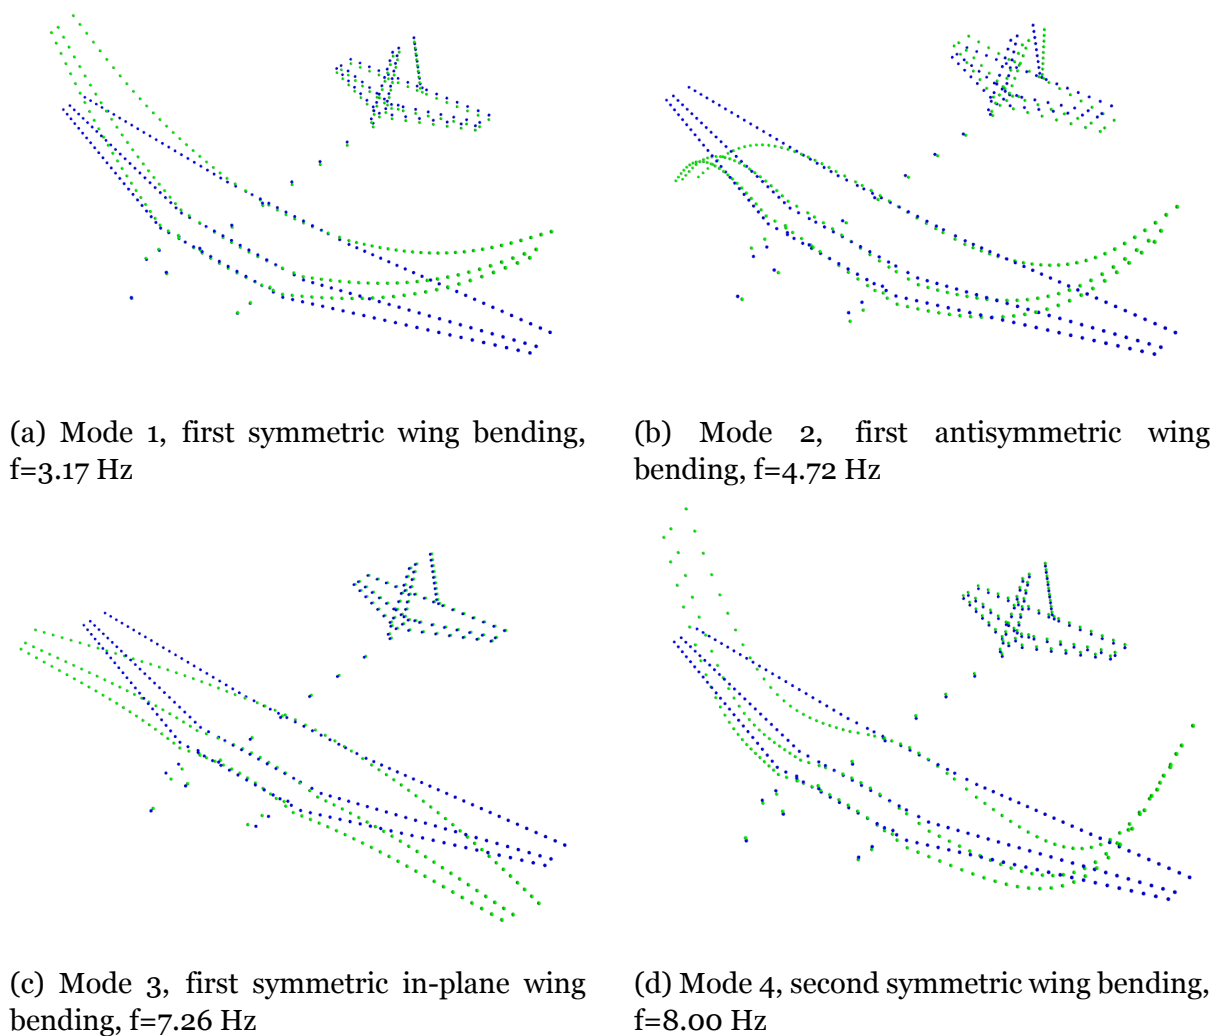 (a) Mode 1, first symmetric wing bending,
f=3.17 Hz
(b) Mode 2, first antisymmetric wing
bending, f=4.72 Hz
(c) Mode 3, first symmetric in-plane wing
bending, f=7.26 Hz
(d) Mode 4, second symmetric wing bending,
f=8.00 Hz